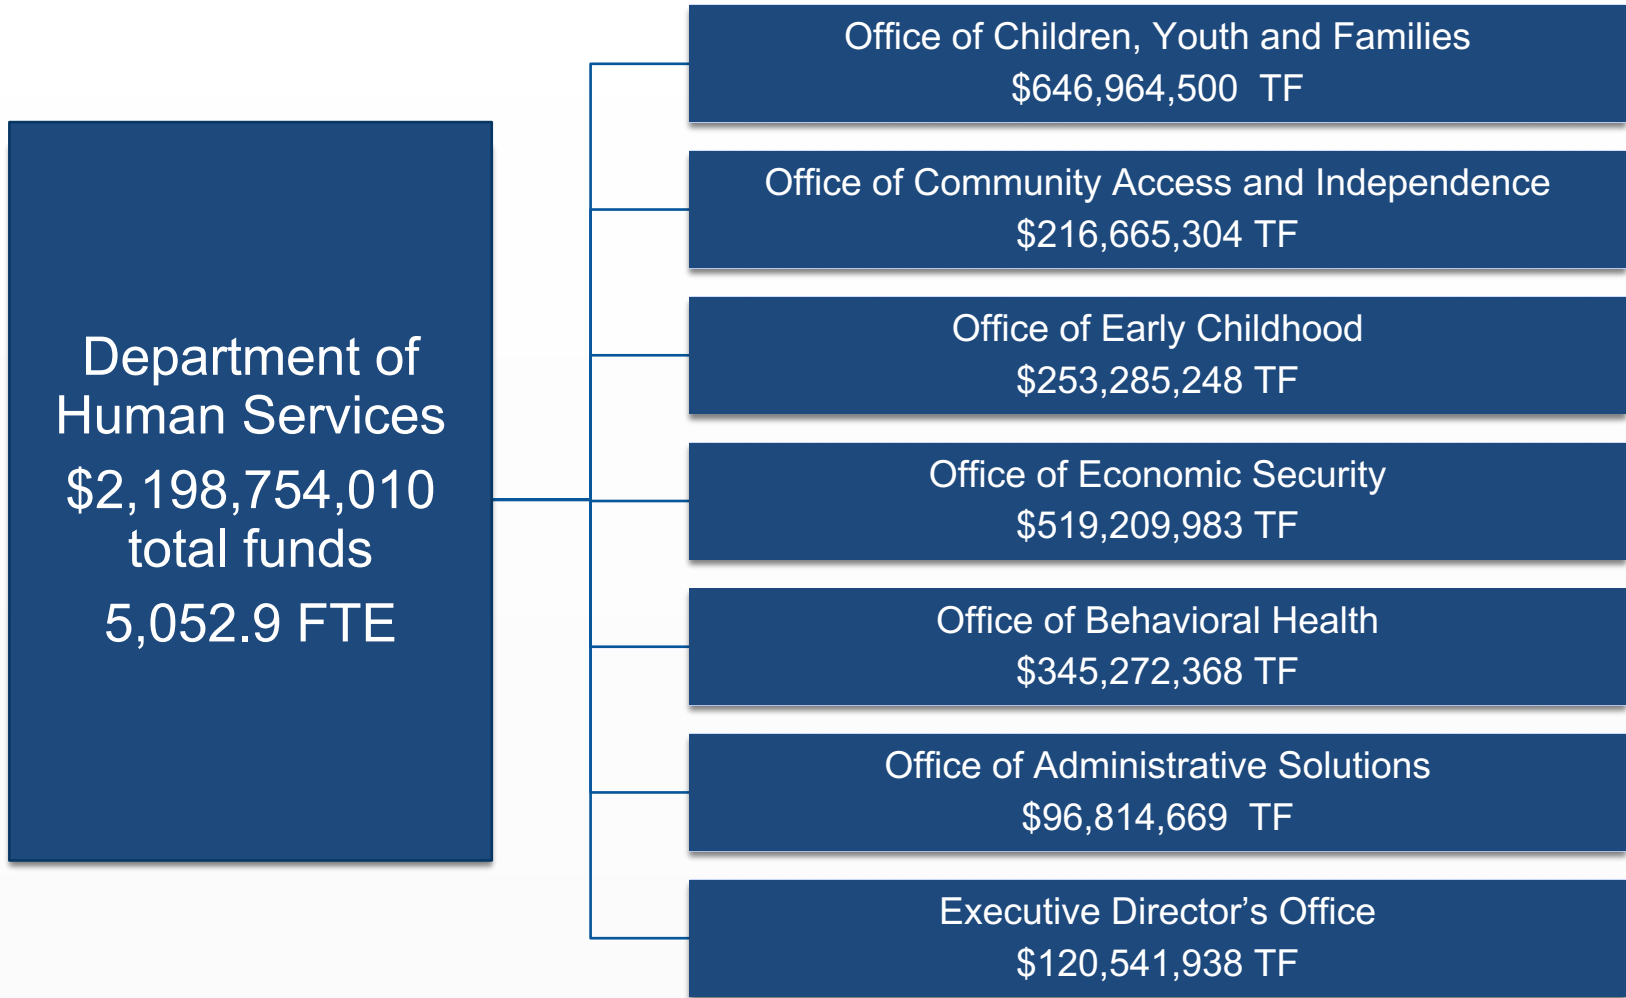 Department of
Human Services
$2,198,754,010
total funds
5,052.9 FTE
Office of Children, Youth and Families
$646,964,500  TF
Office of Community Access and Independence
$216,665,304 TF
Office of Early Childhood
$253,285,248 TF
Office of Economic Security
$519,209,983 TF
Office of Behavioral Health
$345,272,368 TF
Office of Administrative Solutions
$96,814,669  TF
Executive Director’s Office
$120,541,938 TF